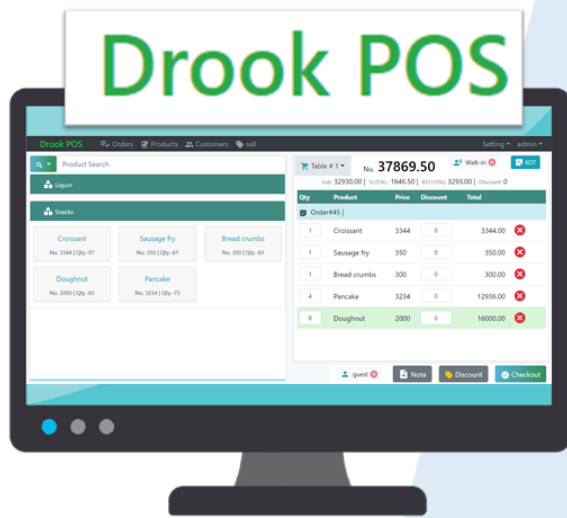 Drook POS
Drook POS Orders Products Customers sell Setting admin
Product Search
Table # 1 Nu. 37869.50 Walk-in KOT
Sub: 32930.00 | SC(5%): 1646.50 | BST(10%): 3293.00 | Discount: 0
Liquor
Snacks
Croissant
Nu. 3344 | Qty.-97
Sausage fry
Nu. 350 | Qty.-81
Bread crumbs
Nu. 300 | Qty.-93
Doughnut
Nu. 2000 | Qty.-93
Pancake
Nu. 3234 | Qty.-75
Qty Product Price Discount Total
Order#45 |
1 Croissant 3344 0 3344.00
1 Sausage fry 350 0 350.00
1 Bread crumbs 300 0 300.00
4 Pancake 3234 0 12936.00
8 Doughnut 2000 0 16000.00
guest Note Discount Checkout